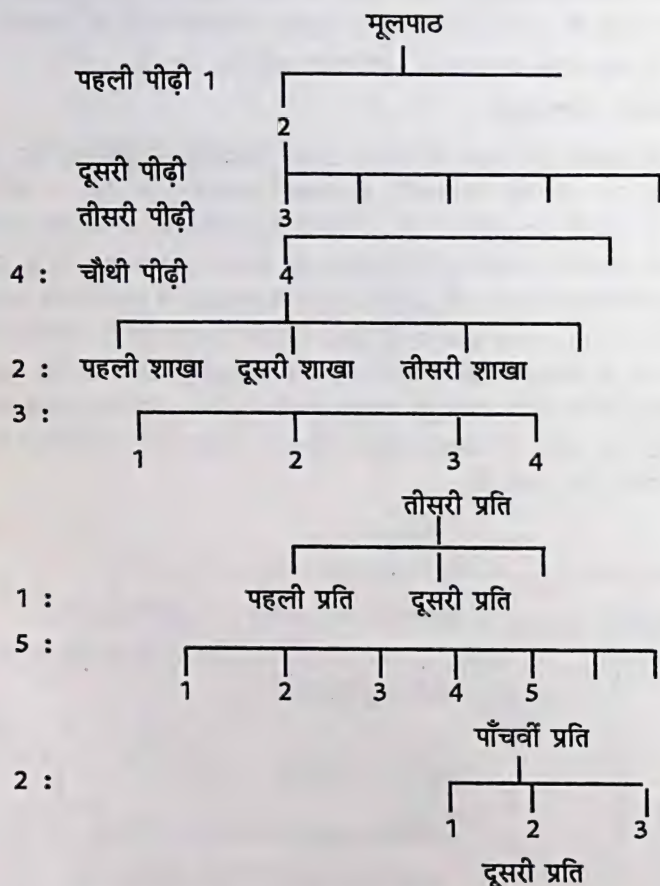 मूलपाठ
पहली पीढ़ी 1
2
दूसरी पीढ़ी
तीसरी पीढ़ी 3
4 : चौथी पीढ़ी 4
2 : पहली शाखा दूसरी शाखा तीसरी शाखा
3 :
1 2 3 4
तीसरी प्रति
1 : पहली प्रति दूसरी प्रति
5 :
1 2 3 4 5
पाँचवीं प्रति
2 :
1 2 3
दूसरी प्रति